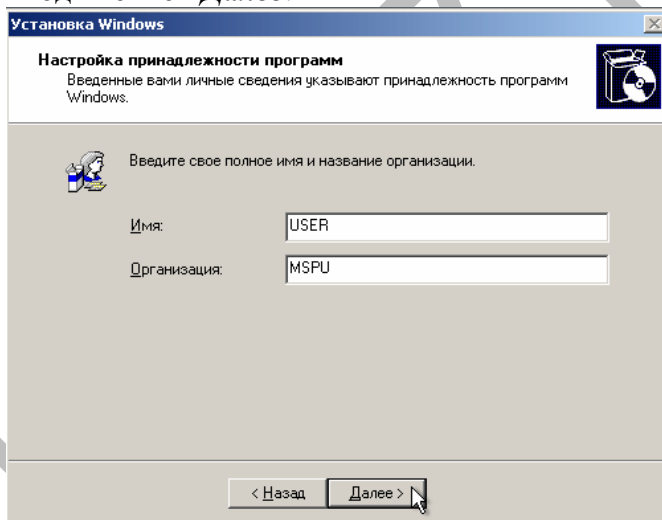 Далее.
Установка Windows
Настройка принадлежности программ
Введенные вами личные сведения указывают принадлежность программ
Windows.
Введите свое полное имя и название организации.
Имя: USER
Организация: MSPU
< Назад Далее >